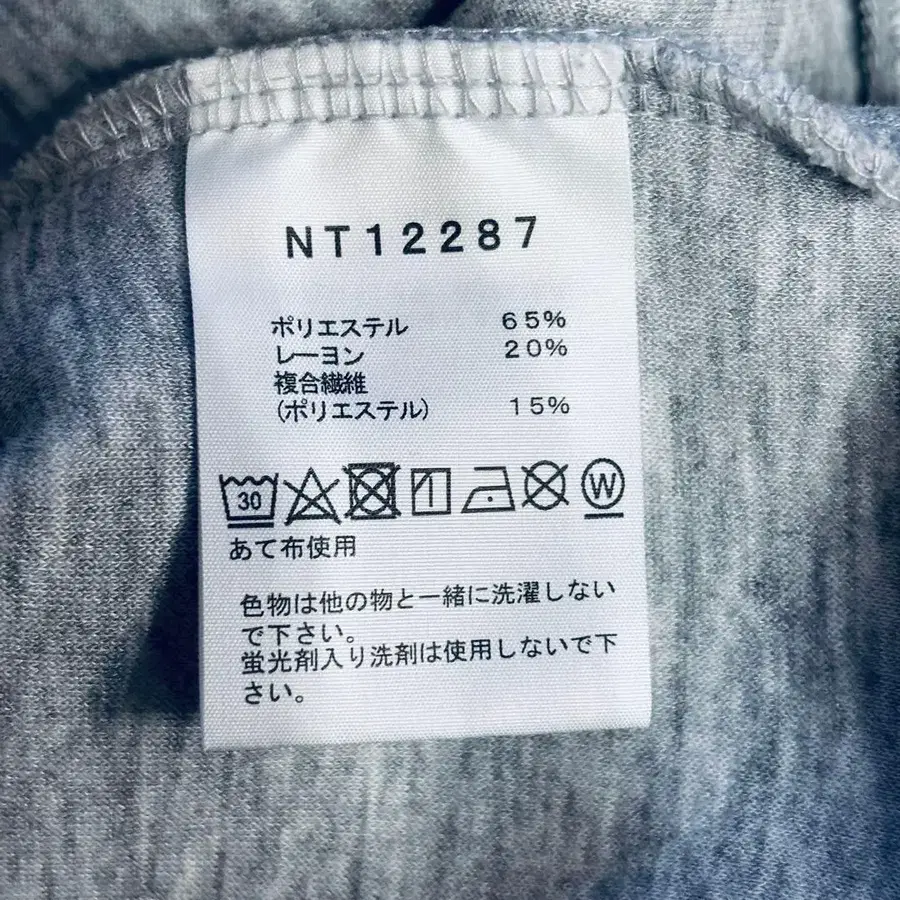 NT12287
ポリエステル 65%
レーヨン 20%
複合繊維
(ポリエステル) 15%
30 W
あて布使用
色物は他の物と一緒に洗濯しない
で下さい。
蛍光剤入り洗剤は使用しないで下
さい。